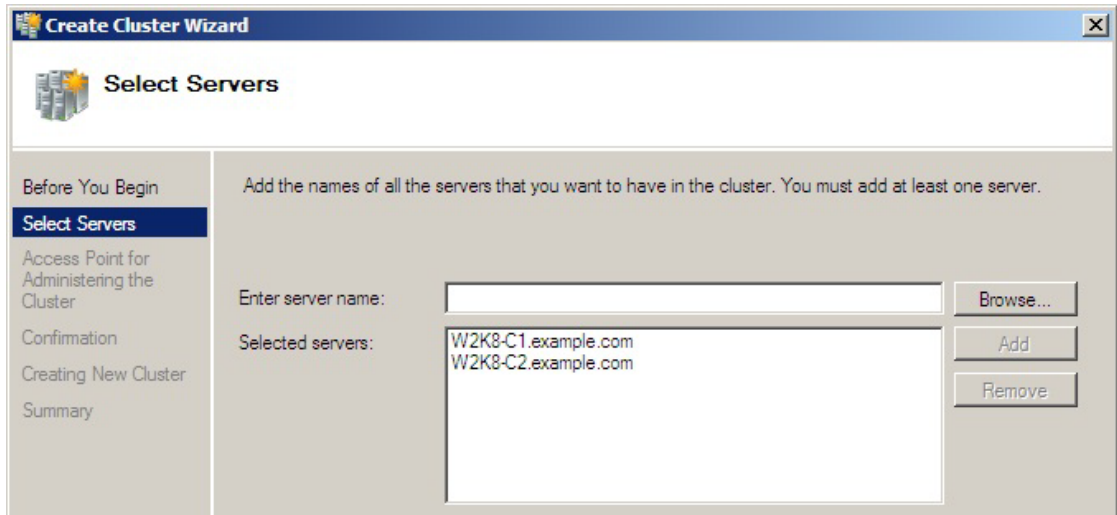 Create Cluster Wizard
Select Servers
Before You Begin
Select Servers
Access Point for
Administering the
Cluster
Confirmation
Creating New Cluster
Summary
Add the names of all the servers that you want to have in the cluster. You must add at least one server.
Enter server name:
Browse...
Selected servers:
W2K8-C1.example.com
W2K8-C2.example.com
Add
Remove